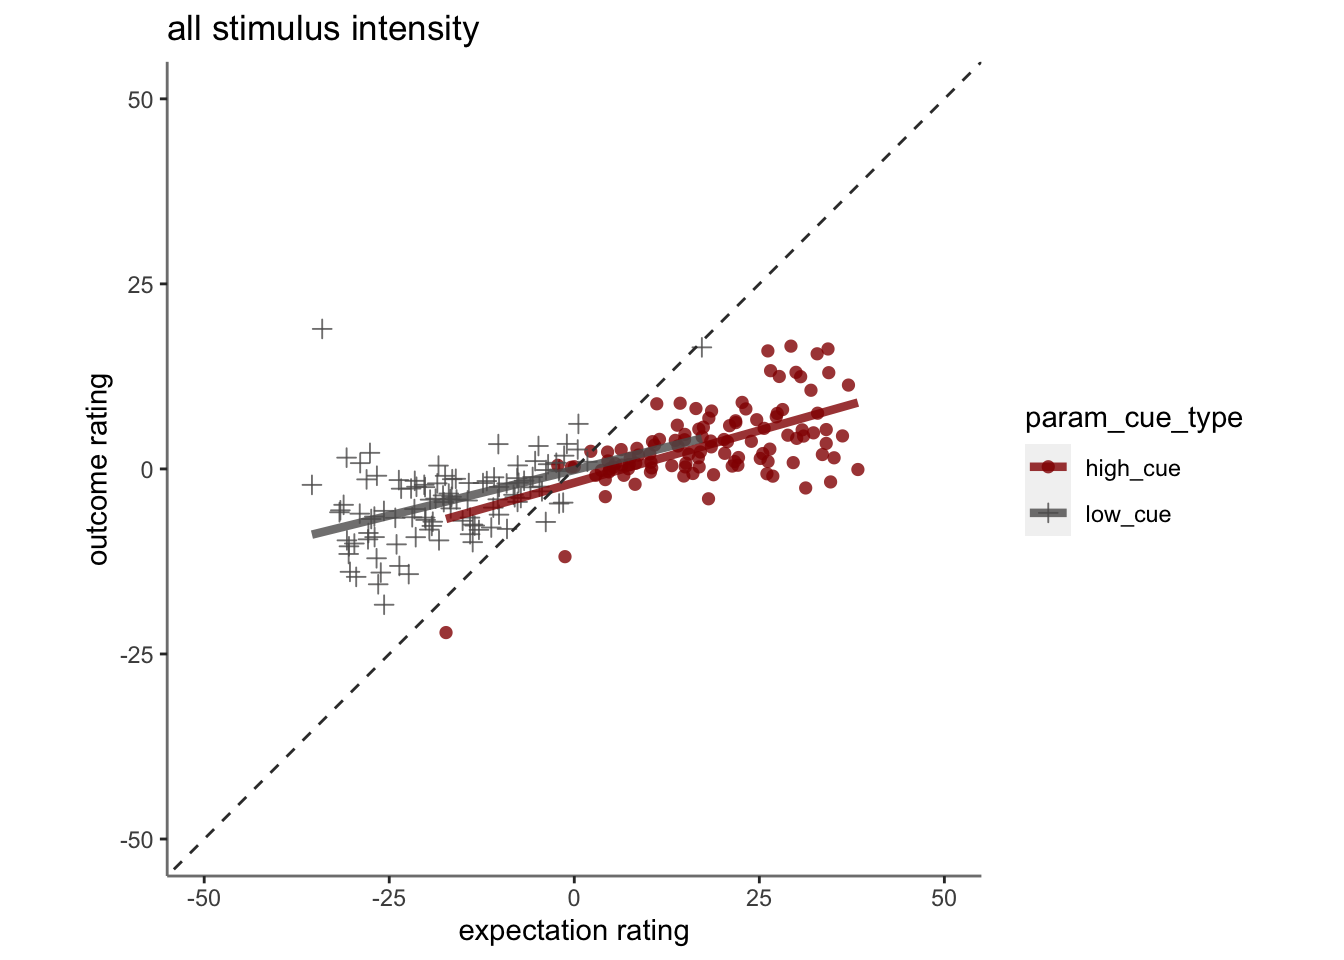 all stimulus intensity
50
25
0
-25
-50
outcome rating
-50
-25
0
25
50
expectation rating
param_cue_type
high_cue
low_cue